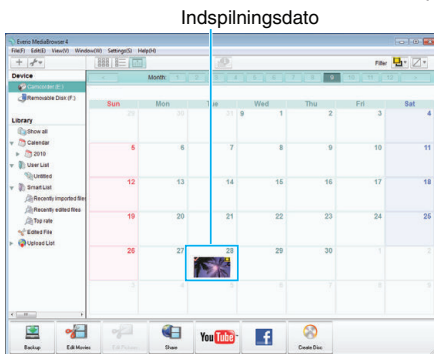 Indspilningsdato
Everio MediaBrowser 4
File(F) Edit(E) View(V) Window(W) Settings(S) Help(H)
Filter
Device
Month
9
Camcorder (E:)
Removable Disk (F:)
Sun Mon Tue Wed Thu Fri Sat
29 30 31 9 1 2 3 4
Library
Show all
Calendar
2010
5 6 7 8 9 10 11
User List
Untitled
12 13 14 15 16 17 18
Smart List
Recently imported files
Recently edited files
19 20 21 22 23 24 25
Top rate
Edited File
Upload List
26 27 28 29 30
Backup Edit Movies Share YouTube f Create Disc